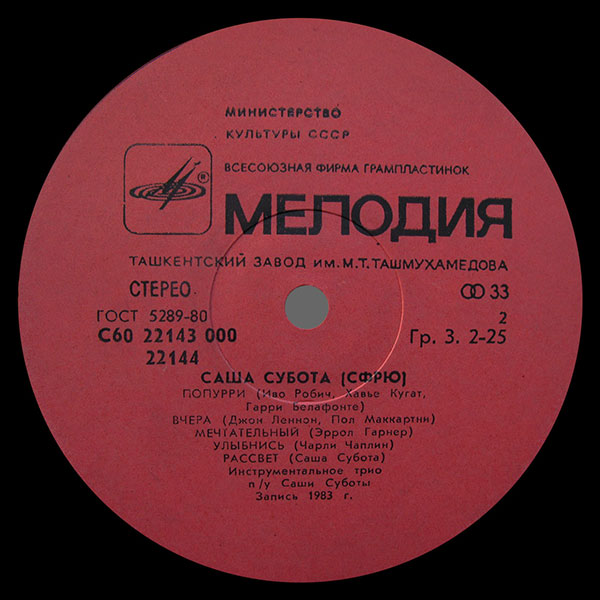 МИНИСТЕРСТВО
КУЛЬТУРЫ СССР
ВСЕСОЮЗНАЯ ФИРМА ГРАМПЛАСТИНОК
®
МЕЛОДИЯ
ТАШКЕНТСКИЙ ЗАВОД ИМ. М.Т. ТАШМУХАМЕДОВА
СТЕРЕО
33
ГОСТ 5289-80
2
С60 22143 000
Гр. 3. 2-25
22144
САША СУБОТА (СФРЮ)
ПОПУРРИ (Иво Робич, Хавье Кугат,
Гарри Белафонте)
ВЧЕРА (Джон Леннон, Пол Маккартни)
МЕЧТАТЕЛЬНЫЙ (Эррол Гарнер)
УЛЫБНИСЬ (Чарли Чаплин)
РАССВЕТ (Саша Субота)
Инструментальное трио
п/у Саши Суботы
Запись 1983 г.